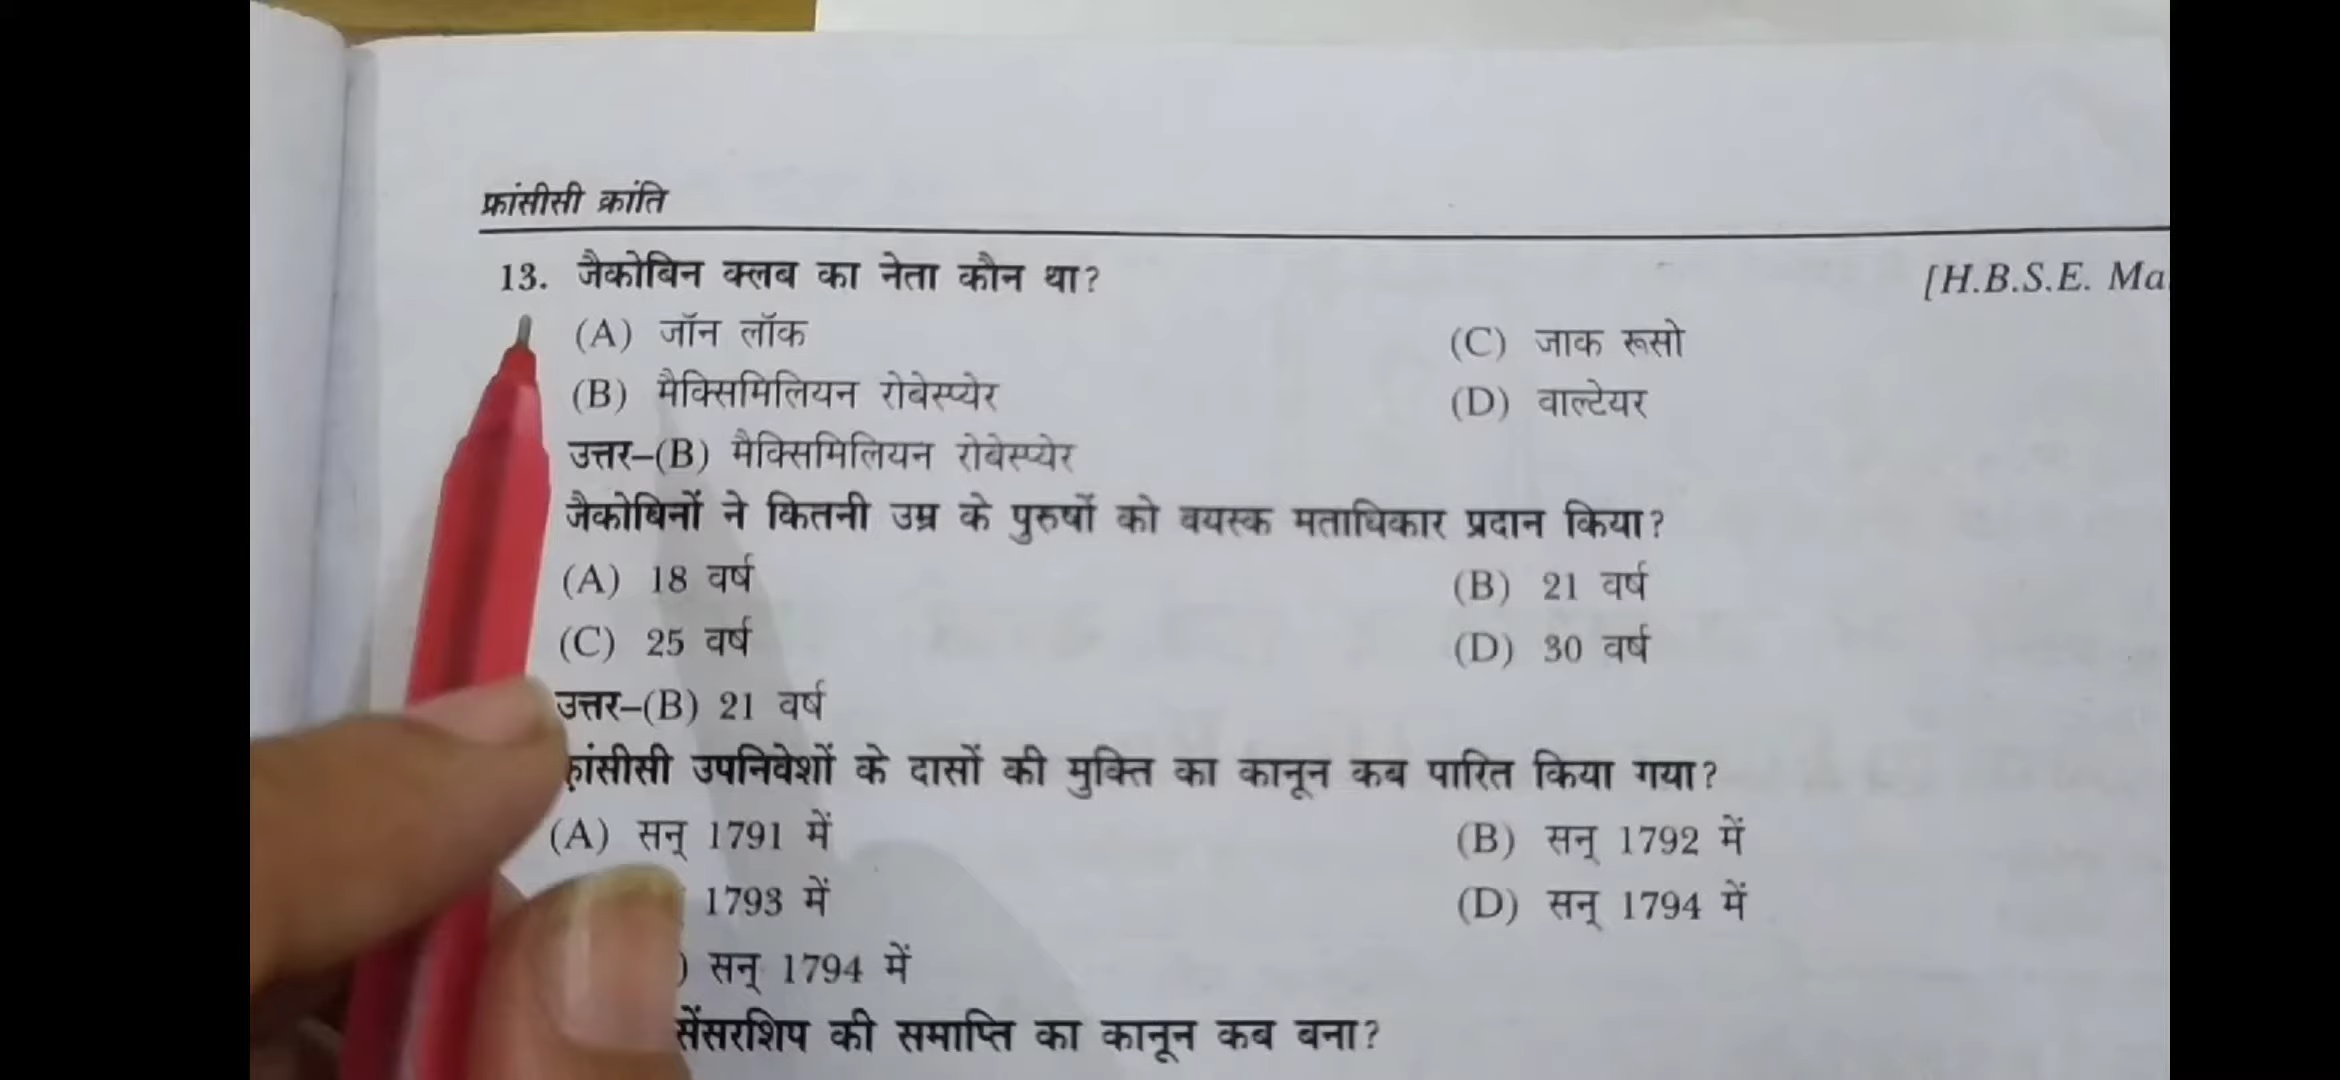 फ्रांसीसी क्रांति
13. जैकोबिन क्लब का नेता कौन था? [H.B.S.E.
(A) जॉन लॉक (C) जाक रूसो
(B) मैक्सिमिलियन रोबेस्प्येर (D) वाल्टेयर
उत्तर–(B) मैक्सिमिलियन रोबेस्प्येर
जैकोबिनों ने कितनी उम्र के पुरुषों को वयस्क मताधिकार प्रदान किया?
(A) 18 वर्ष (B) 21 वर्ष
(C) 25 वर्ष (D) 30 वर्ष
उत्तर–(B) 21 वर्ष
उपनिवेशों के दासों की मुक्ति का कानून कब पारित किया गया?
(A) सन् 1791 में (B) सन् 1792 में
1793 में (D) सन् 1794 में
) सन् 1794 में
सेंसरशिप की समाप्ति का कानून कब बना?